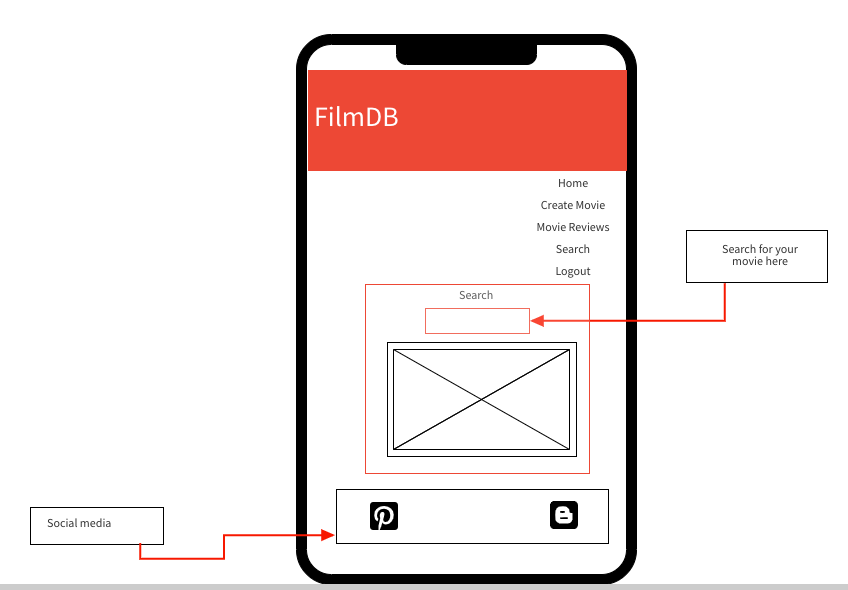 FilmDB
Home
Create Movie
Movie Reviews
Search
Logout
Search for your
movie here
Search
Social media